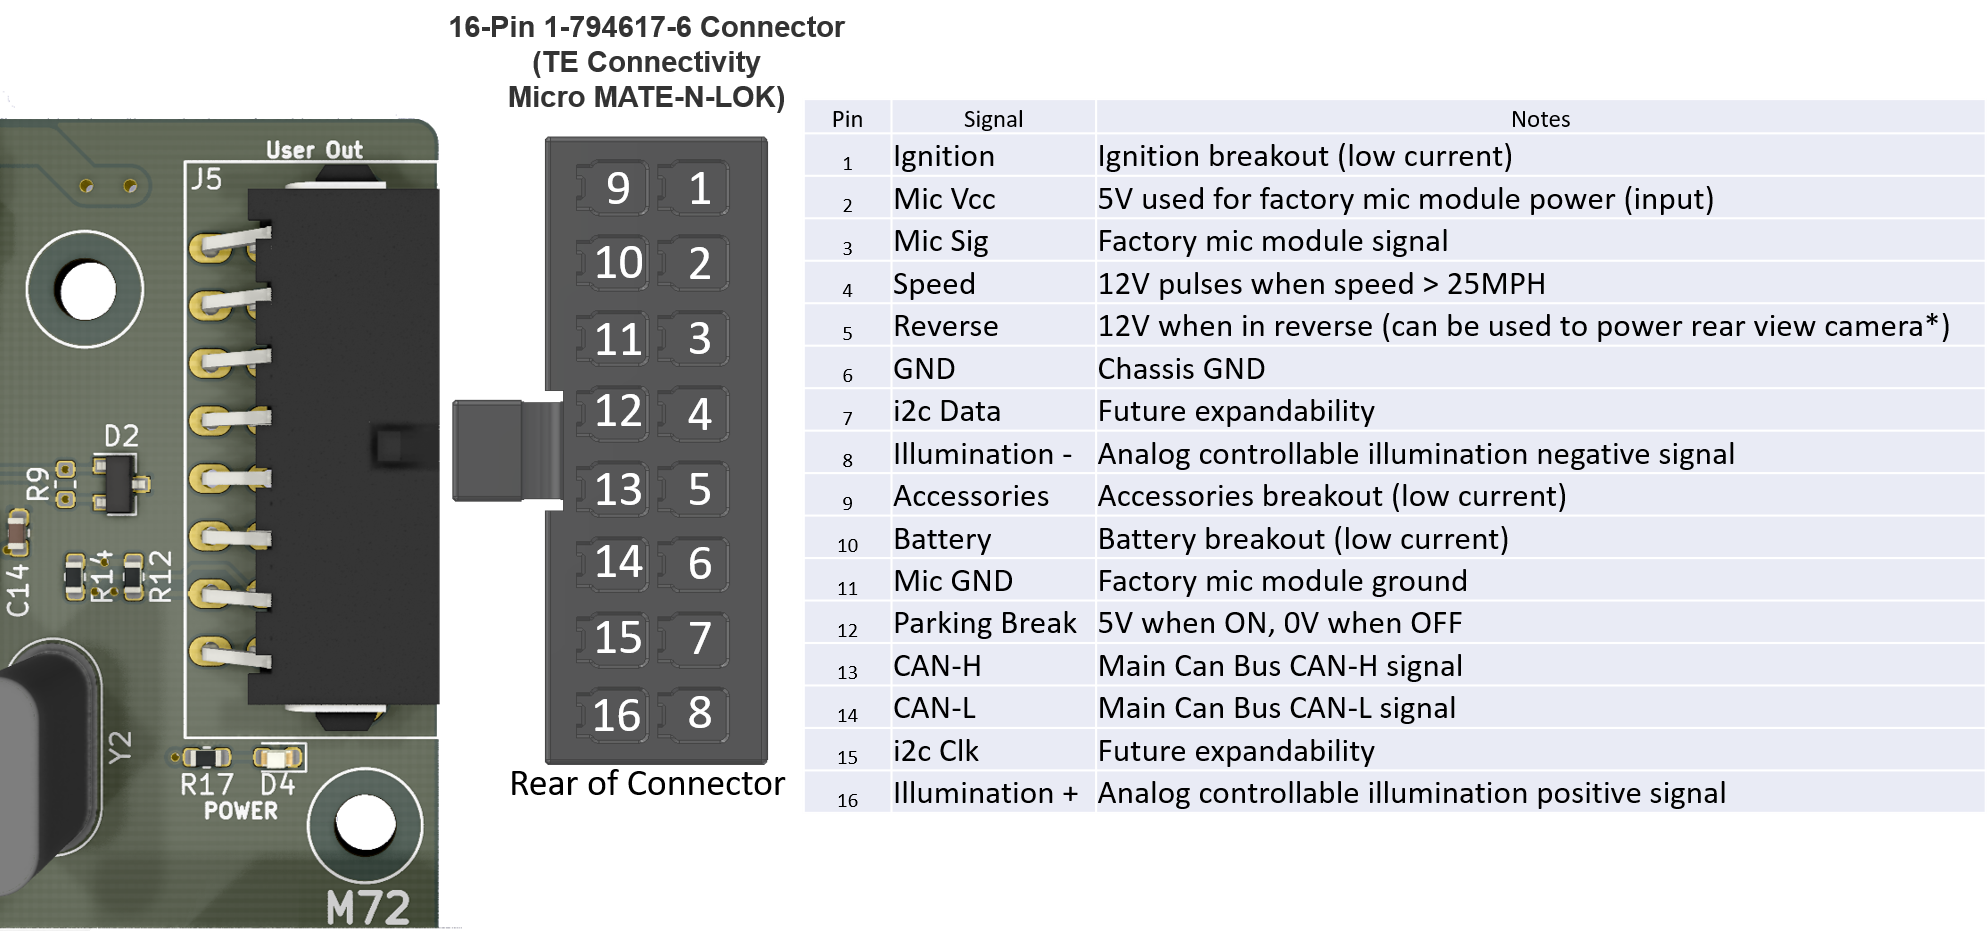 16-Pin 1-794617-6 Connector
(TE Connectivity
Micro MATE-N-LOK)
User Out
J5
D2
R9
C14
R14
R12
Y2
R17 D4
POWER
M72
9 1
10 2
11 3
12 4
13 5
14 6
15 7
16 8
Rear of Connector
Pin Signal Notes
1 Ignition Ignition breakout (low current)
2 Mic Vcc 5V used for factory mic module power (input)
3 Mic Sig Factory mic module signal
4 Speed 12V pulses when speed > 25MPH
5 Reverse 12V when in reverse (can be used to power rear view camera*)
6 GND Chassis GND
7 i2c Data Future expandability
8 Illumination - Analog controllable illumination negative signal
9 Accessories Accessories breakout (low current)
10 Battery Battery breakout (low current)
11 Mic GND Factory mic module ground
12 Parking Break 5V when ON, 0V when OFF
13 CAN-H Main Can Bus CAN-H signal
14 CAN-L Main Can Bus CAN-L signal
15 i2c Clk Future expandability
16 Illumination + Analog controllable illumination positive signal